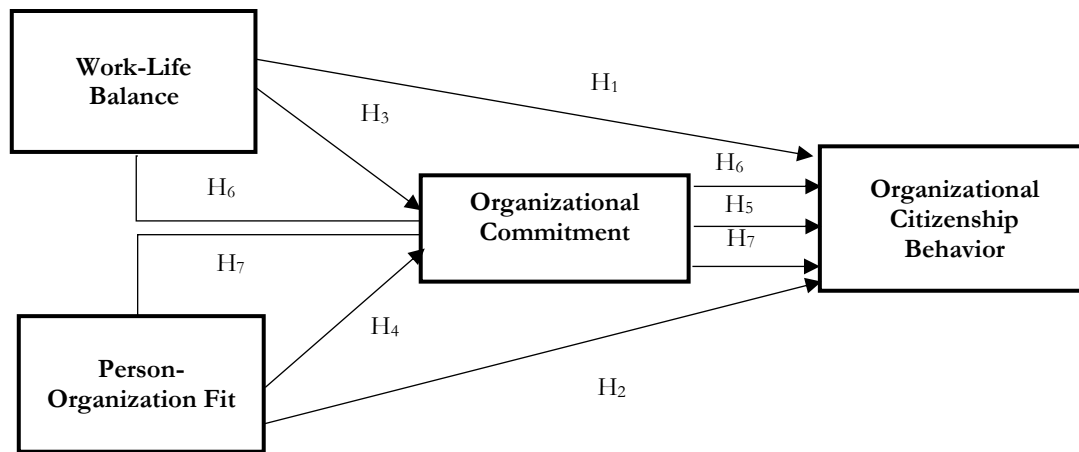 Work-Life
Balance
H₁
H₃
H₆
H₆
Organizational
Commitment
H₅
H₇
Organizational
Citizenship
Behavior
H₇
H₄
Person-
Organization Fit
H₂